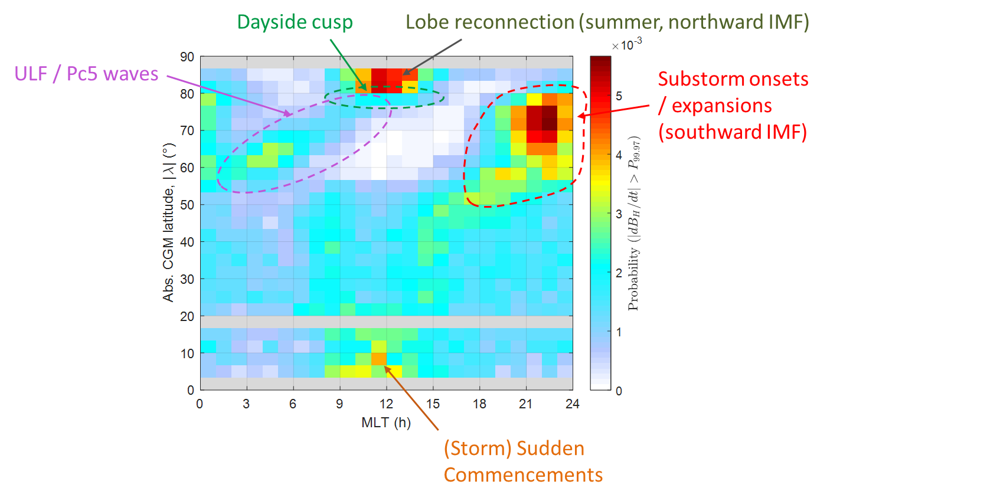 Dayside cusp
Lobe reconnection (summer, northward IMF)
ULF / Pc5 waves
Substorm onsets
/ expansions
(southward IMF)
×10⁻³
90
80
70
60
50
40
30
20
10
0
Abs. CGM latitude, |λ| (°)
0 3 6 9 12 15 18 21 24
MLT (h)
5
4
3
2
1
0
Probability (|dB_H/dt| > P_99.97)
(Storm) Sudden
Commencements